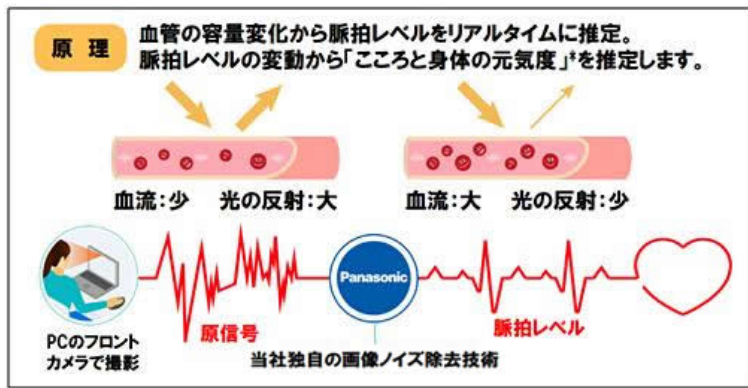 原理
血管の容量変化から脈拍レベルをリアルタイムに推定。
脈拍レベルの変動から「こころと身体の元気度」*を推定します。
血流:少 光の反射:大
血流:大 光の反射:少
Panasonic
原信号
脈拍レベル
PCのフロント
カメラで撮影
当社独自の画像ノイズ除去技術